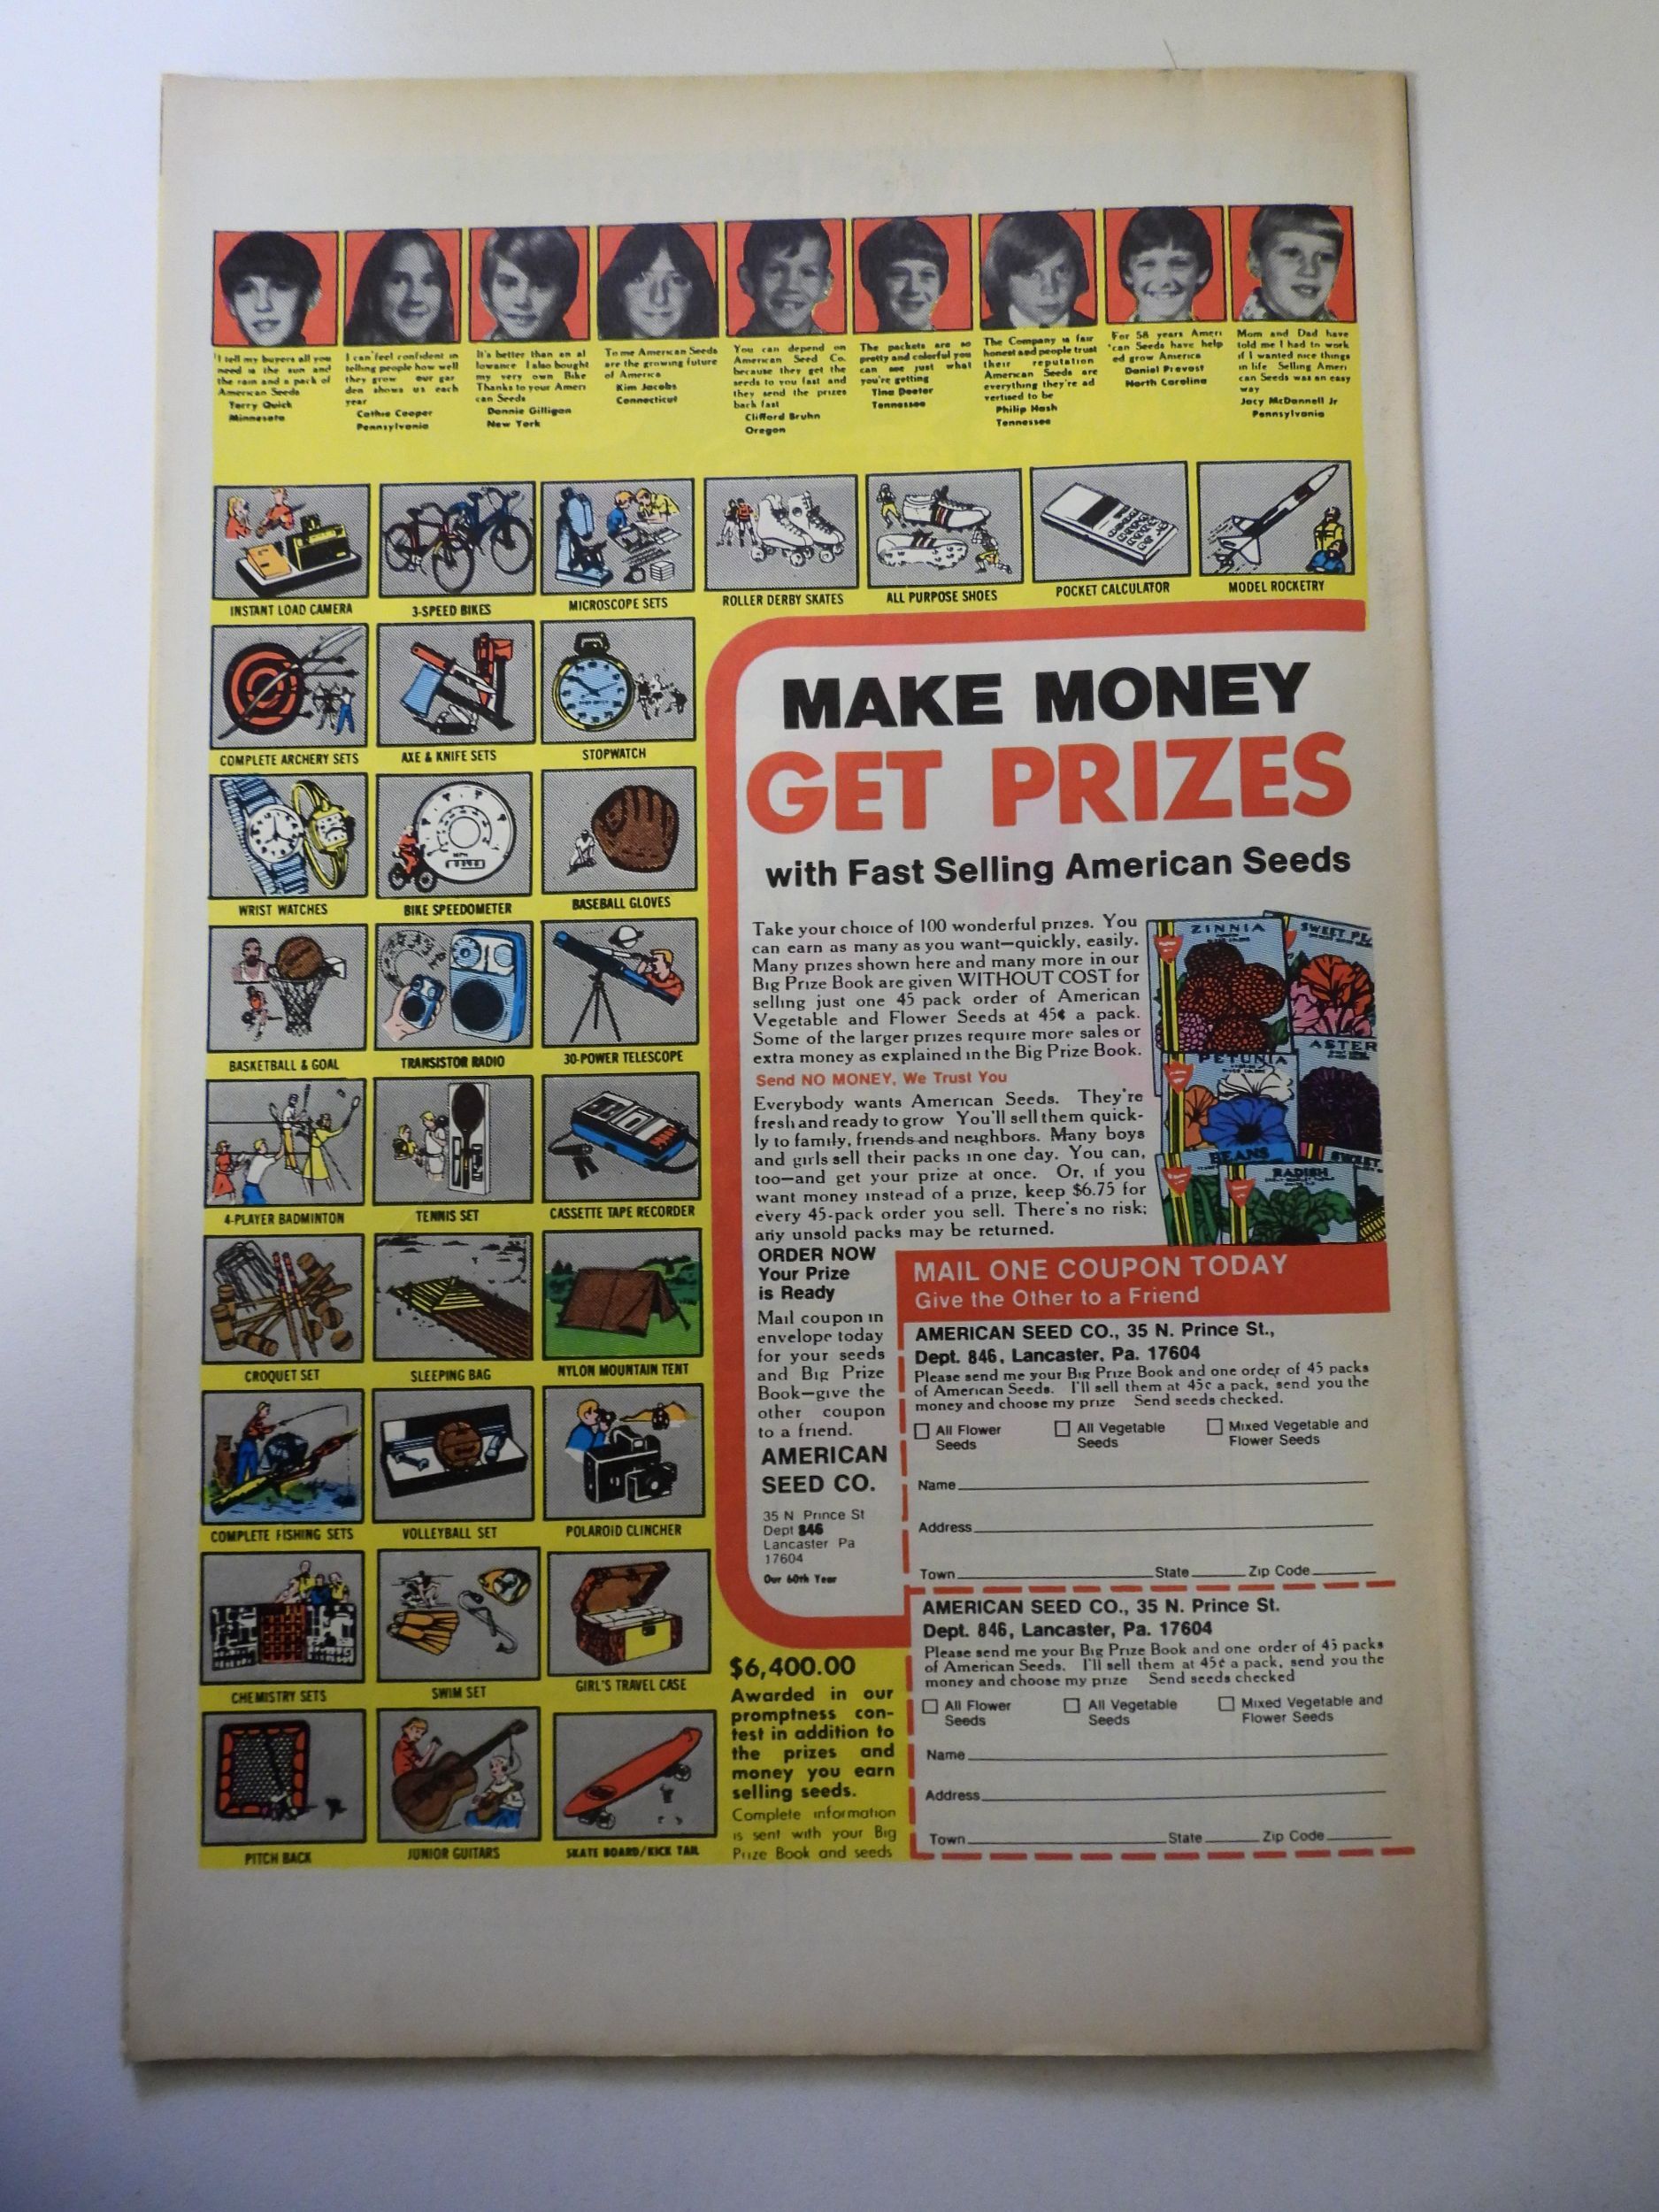 'I tell my buyers all you
need is the sun and
the rain and a pack of
American Seeds
Terry Quick
Minnesota
I can feel confident in
telling people how well
they grow our gar
den shows us each
year
Cathie Cooper
Pennsylvania
It's better than an al
lowance I also bought
my very own Bike
Thanks to your Ameri
can Seeds
Donnie Gilligan
New York
To me American Seeds
are the growing future
of America
Kim Jacobs
Connecticut
You can depend on
American Seed Co.
because they get the
seeds to you fast and
they send the prizes
back fast
Clifford Bruhn
Oregon
The packets are so
pretty and colorful you
can see just what
you're getting
Tina Deeter
Tennessee
The Company is fair
honest and people trust
their reputation
American Seeds are
everything they're ad
vertised to be
Philip Hash
Tennessee
For 58 years Ameri
'can Seeds have help
ed grow America
Daniel Prevost
North Carolina
Mom and Dad have
told me I had to work
if I wanted nice things
in life Selling Ameri
can Seeds was an easy
way
Jacy McDannell Jr
Pennsylvania
INSTANT LOAD CAMERA
3-SPEED BIKES
MICROSCOPE SETS
ROLLER DERBY SKATES
ALL PURPOSE SHOES
POCKET CALCULATOR
MODEL ROCKETRY
COMPLETE ARCHERY SETS
AXE & KNIFE SETS
STOPWATCH
WRIST WATCHES
BIKE SPEEDOMETER
BASEBALL GLOVES
BASKETBALL & GOAL
TRANSISTOR RADIO
30-POWER TELESCOPE
4-PLAYER BADMINTON
TENNIS SET
CASSETTE TAPE RECORDER
CROQUET SET
SLEEPING BAG
NYLON MOUNTAIN TENT
COMPLETE FISHING SETS
VOLLEYBALL SET
POLAROID CLINCHER
CHEMISTRY SETS
SWIM SET
GIRL'S TRAVEL CASE
PITCH BACK
JUNIOR GUITARS
SKATE BOARD/KICK TAIL
MAKE MONEY
GET PRIZES
with Fast Selling American Seeds
Take your choice of 100 wonderful prizes. You
can earn as many as you want—quickly, easily.
Many prizes shown here and many more in our
Big Prize Book are given WITHOUT COST for
selling just one 45 pack order of American
Vegetable and Flower Seeds at 45¢ a pack.
Some of the larger prizes require more sales or
extra money as explained in the Big Prize Book.
Send NO MONEY, We Trust You
Everybody wants American Seeds. They're
fresh and ready to grow You'll sell them quick-
ly to family, friends and neighbors. Many boys
and girls sell their packs in one day. You can,
too—and get your prize at once. Or, if you
want money instead of a prize, keep $6.75 for
every 45-pack order you sell. There's no risk;
any unsold packs may be returned.
ZINNIA
SWEET PE
ASTER
PETUNIA
BEANS
SWEET
RADISH
ORDER NOW
Your Prize
is Ready
Mail coupon in
envelope today
for your seeds
and Big Prize
Book—give the
other coupon
to a friend.
AMERICAN
SEED CO.
35 N Prince St
Dept 846
Lancaster Pa
17604
Our 60th Year
MAIL ONE COUPON TODAY
Give the Other to a Friend
AMERICAN SEED CO., 35 N. Prince St.,
Dept. 846, Lancaster, Pa. 17604
Please send me your Big Prize Book and one order of 45 packs
of American Seeds. I'll sell them at 45¢ a pack, send you the
money and choose my prize Send seeds checked.
All Flower
Seeds
All Vegetable
Seeds
Mixed Vegetable and
Flower Seeds
Name
Address
Town State Zip Code
AMERICAN SEED CO., 35 N. Prince St.
Dept. 846, Lancaster, Pa. 17604
Please send me your Big Prize Book and one order of 45 packs
of American Seeds. I'll sell them at 45¢ a pack, send you the
money and choose my prize Send seeds checked
All Flower
Seeds
All Vegetable
Seeds
Mixed Vegetable and
Flower Seeds
Name
Address
Town State Zip Code
$6,400.00
Awarded in our
promptness con-
test in addition to
the prizes and
money you earn
selling seeds.
Complete information
is sent with your Big
Prize Book and seeds